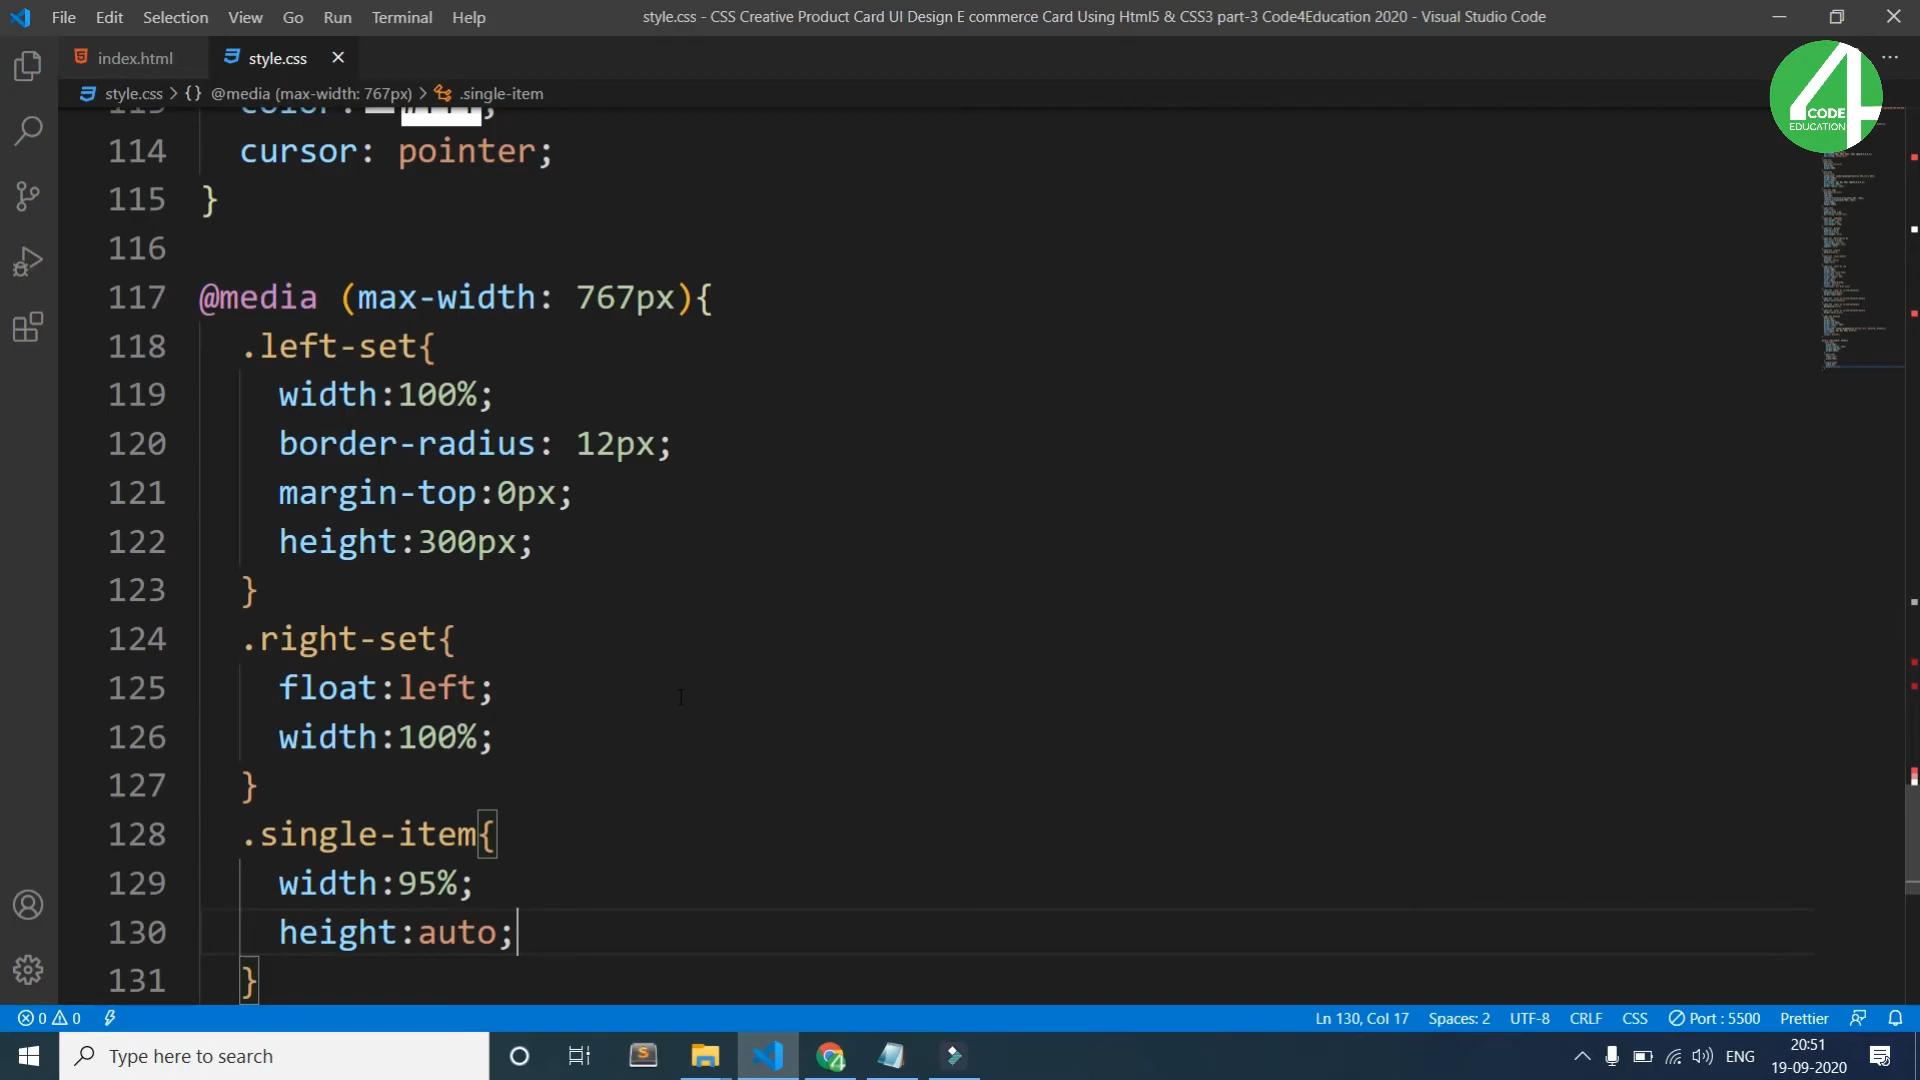 File Edit Selection View Go Run Terminal Help
style.css - CSS Creative Product Card UI Design E commerce Card Using Html5 & CSS3 part-3 Code4Education 2020 - Visual Studio Code
index.html
style.css
style.css > {} @media (max-width: 767px) > .single-item
4 CODE EDUCATION
114 cursor: pointer;
115 }
116
117 @media (max-width: 767px){
118 .left-set{
119 width:100%;
120 border-radius: 12px;
121 margin-top:0px;
122 height:300px;
123 }
124 .right-set{
125 float:left;
126 width:100%;
127 }
128 .single-item{
129 width:95%;
130 height:auto;
131 }
0 0 Ln 130, Col 17 Spaces: 2 UTF-8 CRLF CSS Port : 5500 Prettier
Type here to search
ENG
20:51
19-09-2020